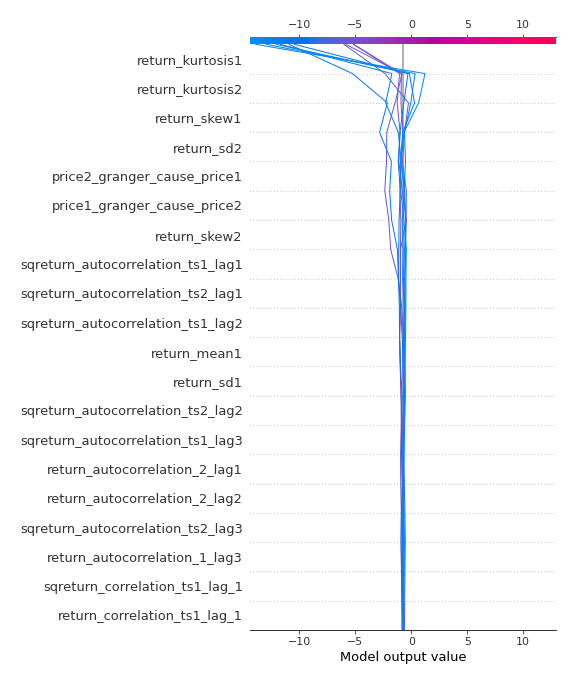 −10 −5 0 5 10
return_kurtosis1
return_kurtosis2
return_skew1
return_sd2
price2_granger_cause_price1
price1_granger_cause_price2
return_skew2
sqreturn_autocorrelation_ts1_lag1
sqreturn_autocorrelation_ts2_lag1
sqreturn_autocorrelation_ts1_lag2
return_mean1
return_sd1
sqreturn_autocorrelation_ts2_lag2
sqreturn_autocorrelation_ts1_lag3
return_autocorrelation_2_lag1
return_autocorrelation_2_lag2
sqreturn_autocorrelation_ts2_lag3
return_autocorrelation_1_lag3
sqreturn_correlation_ts1_lag_1
return_correlation_ts1_lag_1
−10 −5 0 5 10
Model output value